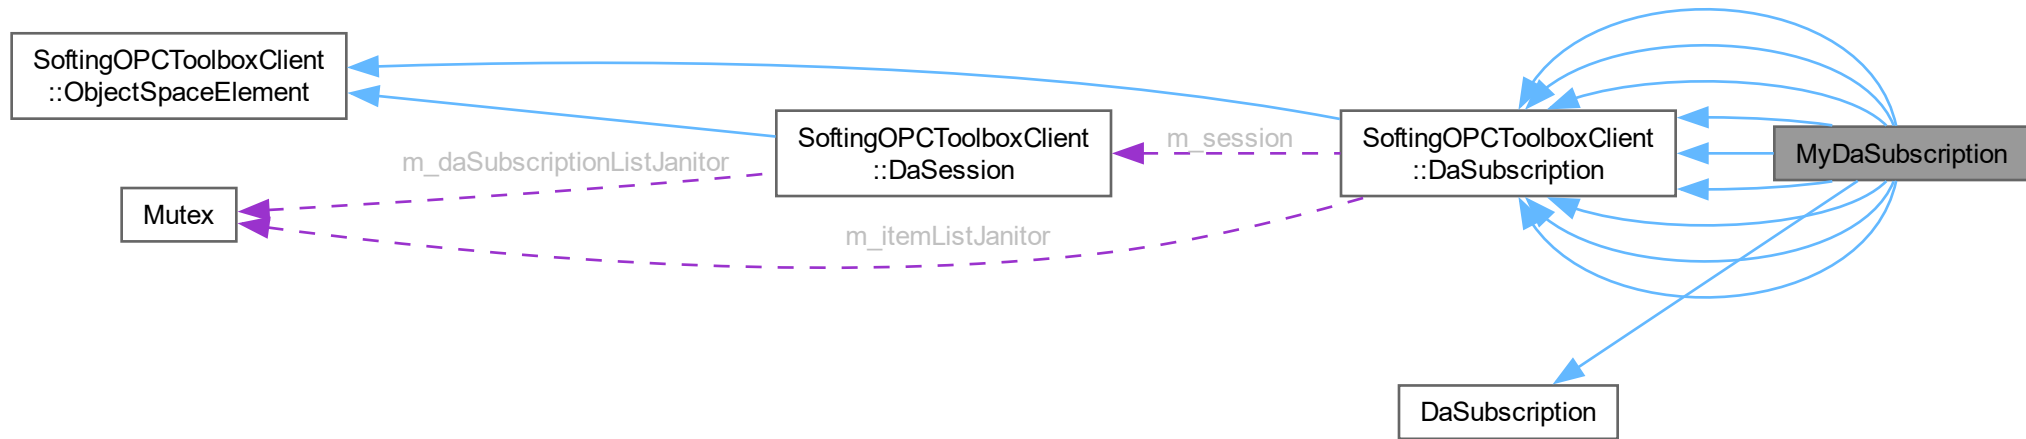 SoftingOPCToolboxClient
::ObjectSpaceElement
SoftingOPCToolboxClient
::DaSession
m_session
SoftingOPCToolboxClient
::DaSubscription
MyDaSubscription
m_daSubscriptionListJanitor
Mutex
m_itemListJanitor
DaSubscription